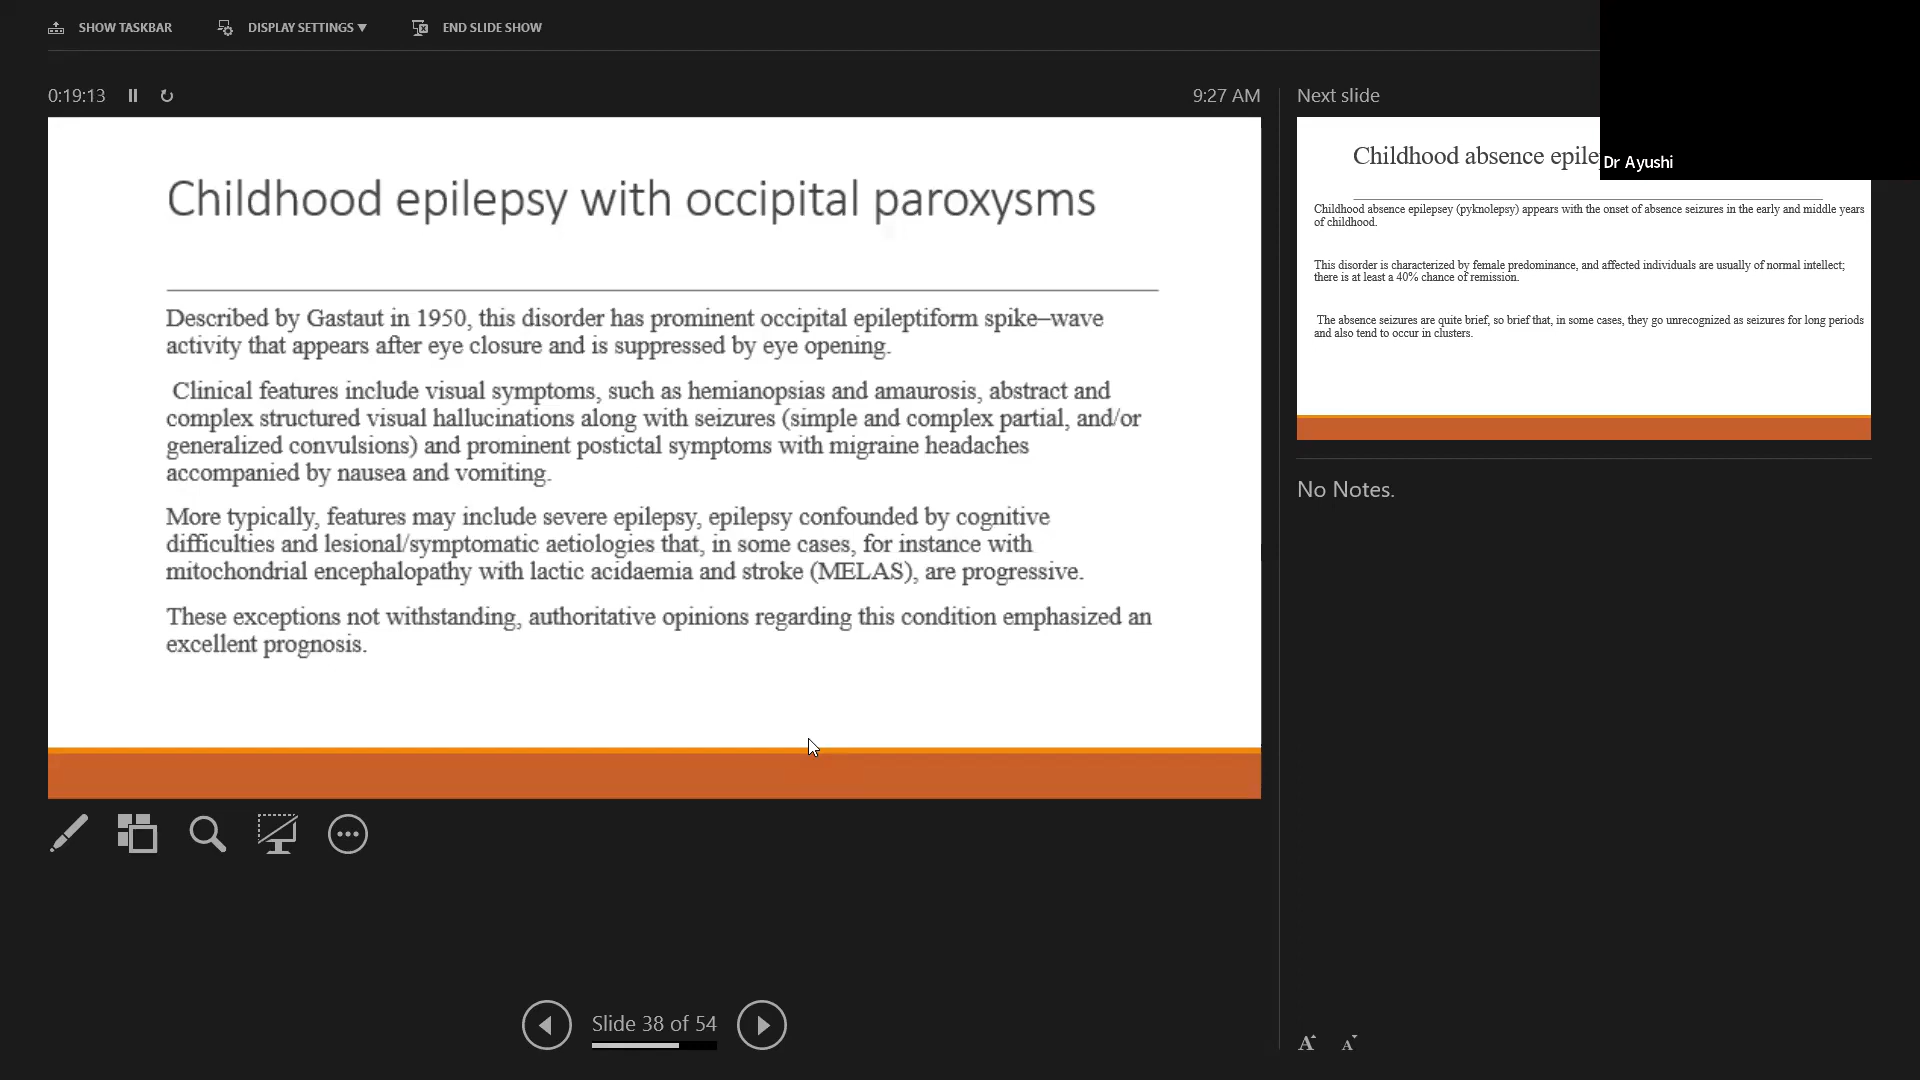 SHOW TASKBAR
DISPLAY SETTINGS ▼
END SLIDE SHOW
0:19:13
9:27 AM
Childhood epilepsy with occipital paroxysms
Described by Gastaut in 1950, this disorder has prominent occipital epileptiform spike–wave
activity that appears after eye closure and is suppressed by eye opening.
Clinical features include visual symptoms, such as hemianopsias and amaurosis, abstract and
complex structured visual hallucinations along with seizures (simple and complex partial, and/or
generalized convulsions) and prominent postictal symptoms with migraine headaches
accompanied by nausea and vomiting.
More typically, features may include severe epilepsy, epilepsy confounded by cognitive
difficulties and lesional/symptomatic aetiologies that, in some cases, for instance with
mitochondrial encephalopathy with lactic acidaemia and stroke (MELAS), are progressive.
These exceptions not withstanding, authoritative opinions regarding this condition emphasized an
excellent prognosis.
Slide 38 of 54
Next slide
Dr Ayushi
Childhood absence
Childhood absence epilepsey (pyknolepsy) appears with the onset of absence seizures in the early and middle years
of childhood.
This disorder is characterized by female predominance, and affected individuals are usually of normal intellect;
there is at least a 40% chance of remission.
The absence seizures are quite brief, so brief that, in some cases, they go unrecognized as seizures for long periods
and also tend to occur in clusters.
No Notes.
A A